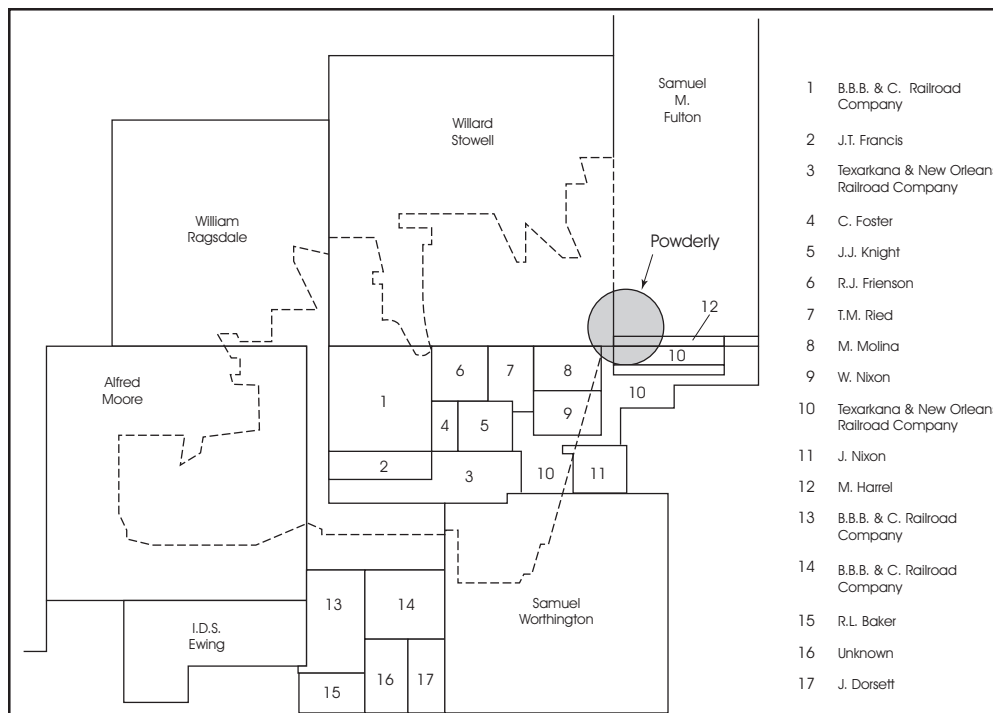 Samuel
M.
Fulton
Willard
Stowell
William
Ragsdale
Powderly
12
10
Alfred
Moore
6
7
8
10
1
9
4
5
2
3
10
11
13
14
Samuel
Worthington
I.D.S.
Ewing
15
16
17
1 B.B.B. & C. Railroad
Company
2 J.T. Francis
3 Texarkana & New Orleans
Railroad Company
4 C. Foster
5 J.J. Knight
6 R.J. Frienson
7 T.M. Ried
8 M. Molina
9 W. Nixon
10 Texarkana & New Orleans
Railroad Company
11 J. Nixon
12 M. Harrel
13 B.B.B. & C. Railroad
Company
14 B.B.B. & C. Railroad
Company
15 R.L. Baker
16 Unknown
17 J. Dorsett